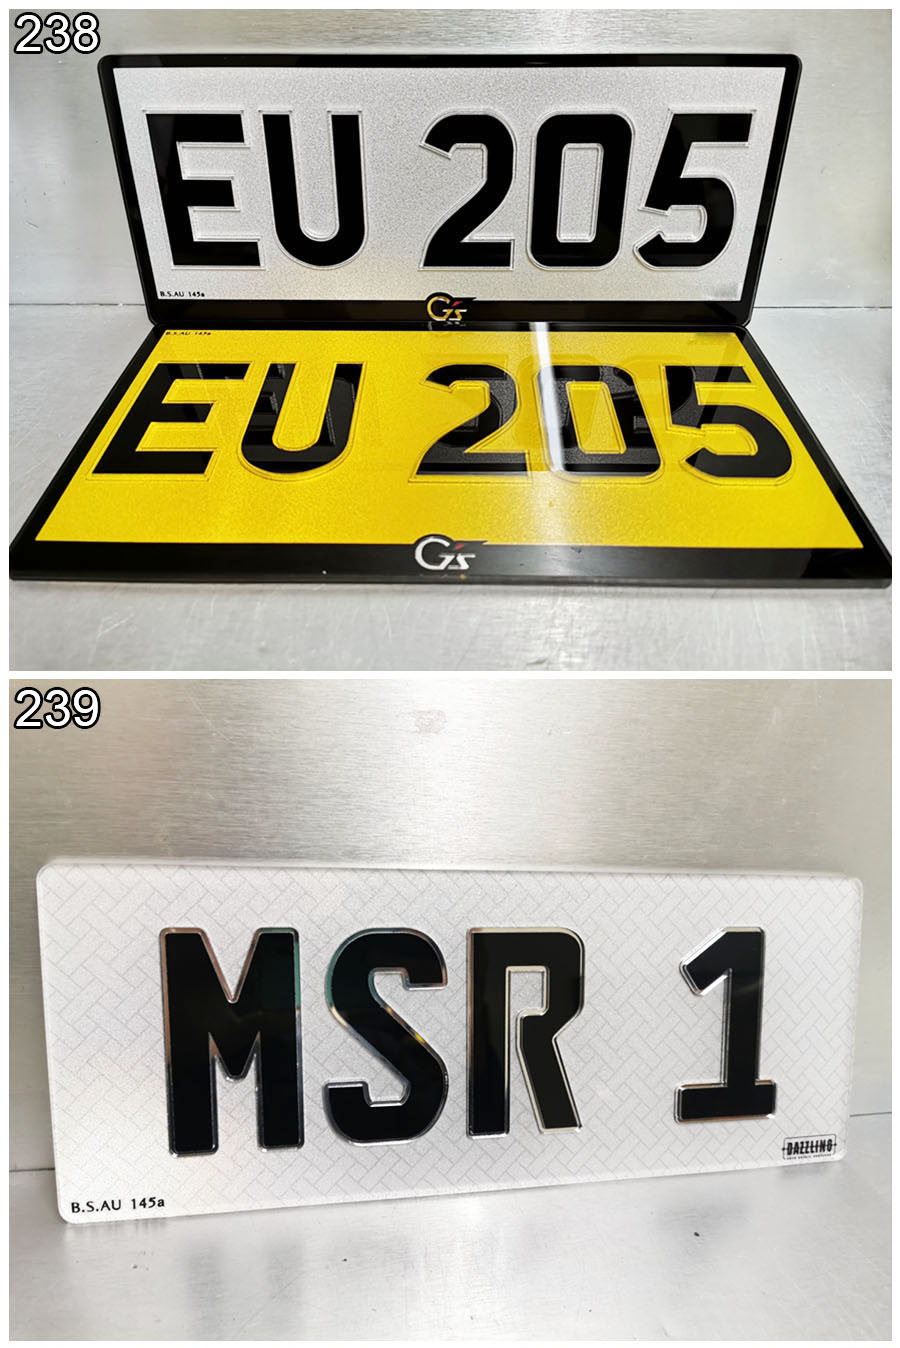 238
EU 205
B.S.AU 145a
G's
B.S.AU 145a
EU 205
G's
239
MSR 1
DAZZLING
B.S.AU 145a